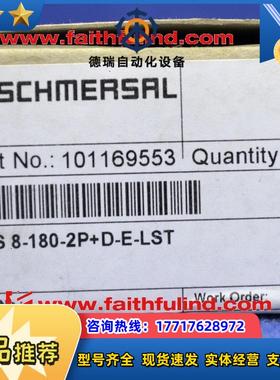 www.faithfulind.com
德瑞自动化设备
SCHMERSAL
t No.: 101169553 Quantity
S 8-180-2P+D-E-LST
www.faithfulind.com
Work Order:
咨询热线：17717628972
品推荐
型号齐全 现货速发 实体经营